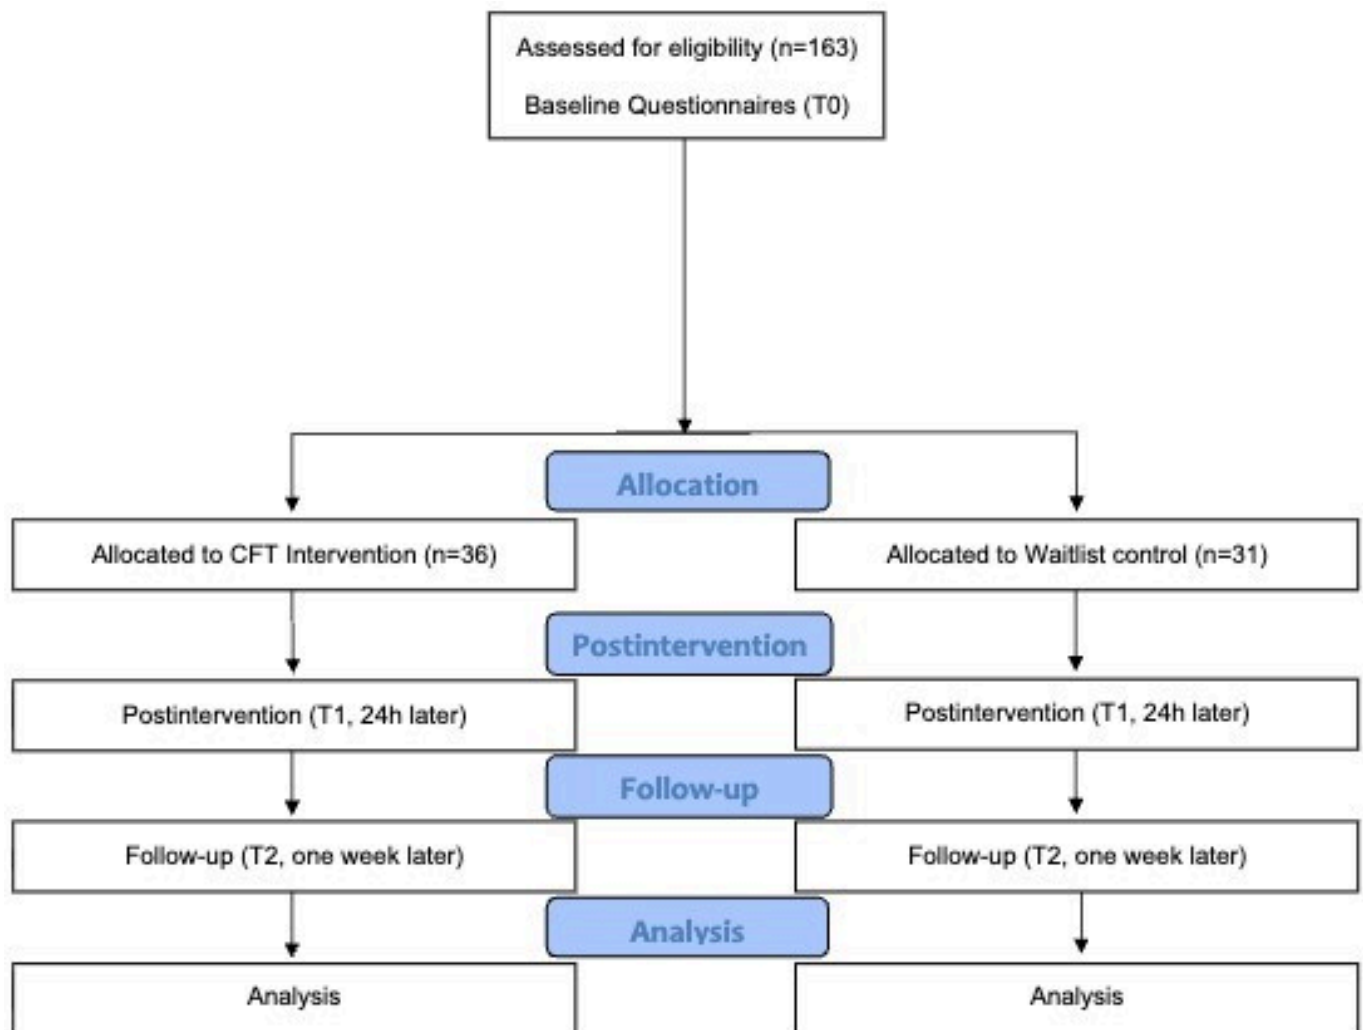 Assessed for eligibility (n=163)
Baseline Questionnaires (T0)
Allocation
Allocated to CFT Intervention (n=36)
Allocated to Waitlist control (n=31)
Postintervention
Postintervention (T1, 24h later)
Postintervention (T1, 24h later)
Follow-up
Follow-up (T2, one week later)
Follow-up (T2, one week later)
Analysis
Analysis
Analysis